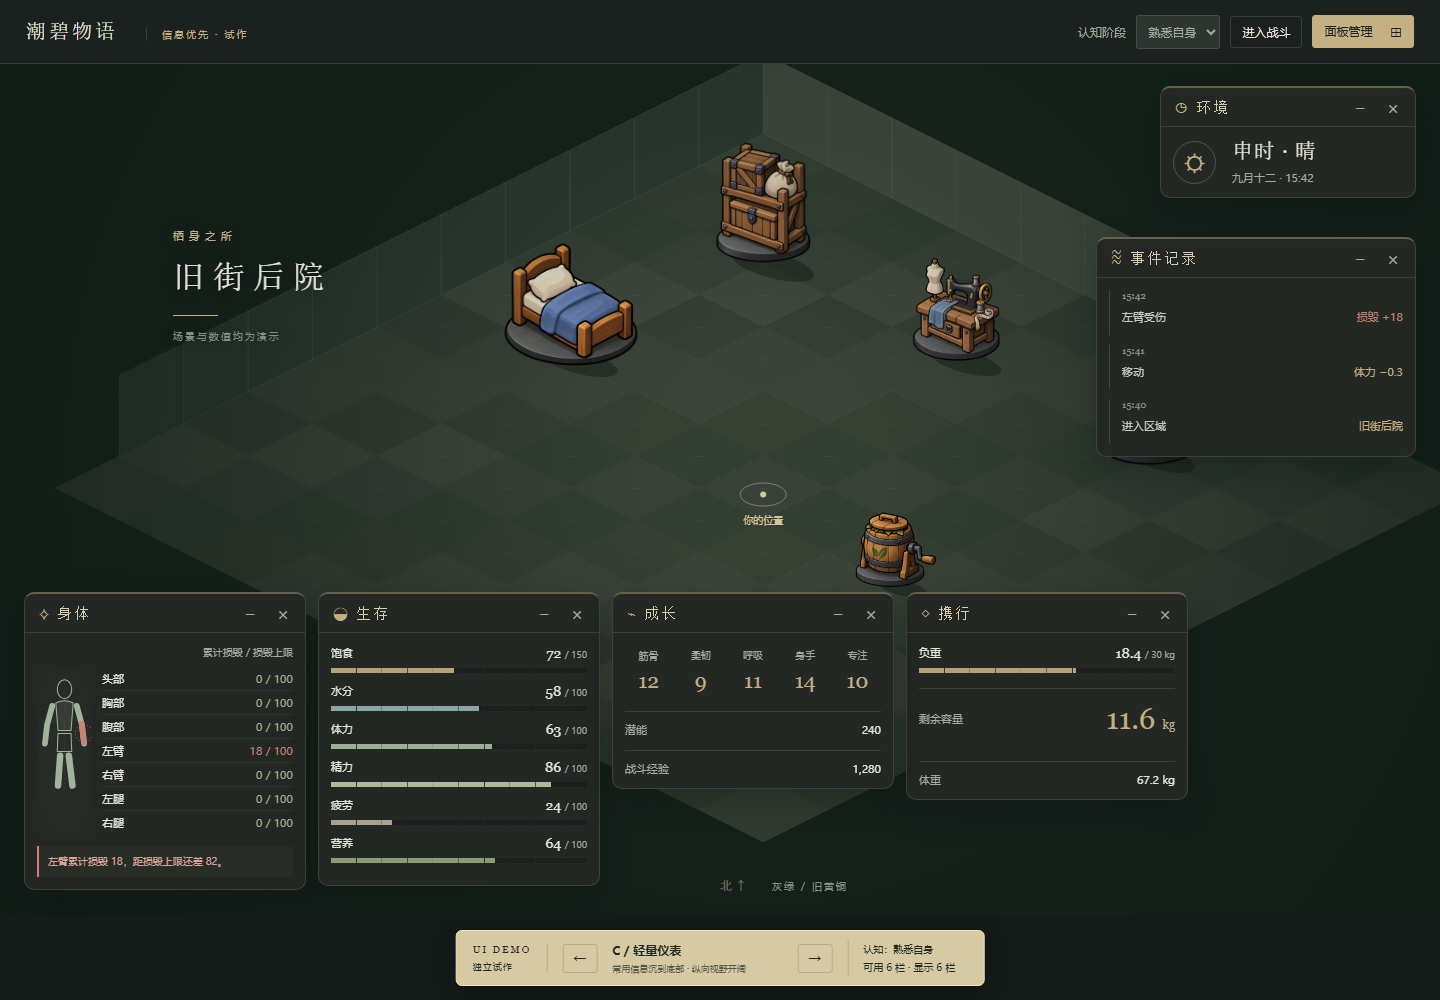 潮碧物语
信息优先 · 试作
认知阶段
熟悉自身
进入战斗
面板管理
环境
申时 · 晴
九月十二 · 15:42
栖身之所
旧街后院
场景与数值均为演示
事件记录
15:42
左臂受伤 损毁 +18
15:41
移动 体力 −0.3
15:40
进入区域 旧街后院
你的位置
身体
累计损毁 / 损毁上限
头部 0 / 100
胸部 0 / 100
腹部 0 / 100
左臂 18 / 100
右臂 0 / 100
左腿 0 / 100
右腿 0 / 100
左臂累计损毁 18，距损毁上限还差 82。
生存
饱食 72 / 150
水分 58 / 100
体力 63 / 100
精力 86 / 100
疲劳 24 / 100
营养 64 / 100
成长
筋骨 柔韧 呼吸 身手 专注
12 9 11 14 10
潜能 240
战斗经验 1,280
携行
负重 18.4 / 30 kg
剩余容量 11.6 kg
体重 67.2 kg
北 ↑ 灰绿 / 旧黄铜
UI DEMO
独立试作
←
C / 轻量仪表
常用信息沉到底部 · 纵向视野开阔
→
认知：熟悉自身
可用 6 栏 · 显示 6 栏